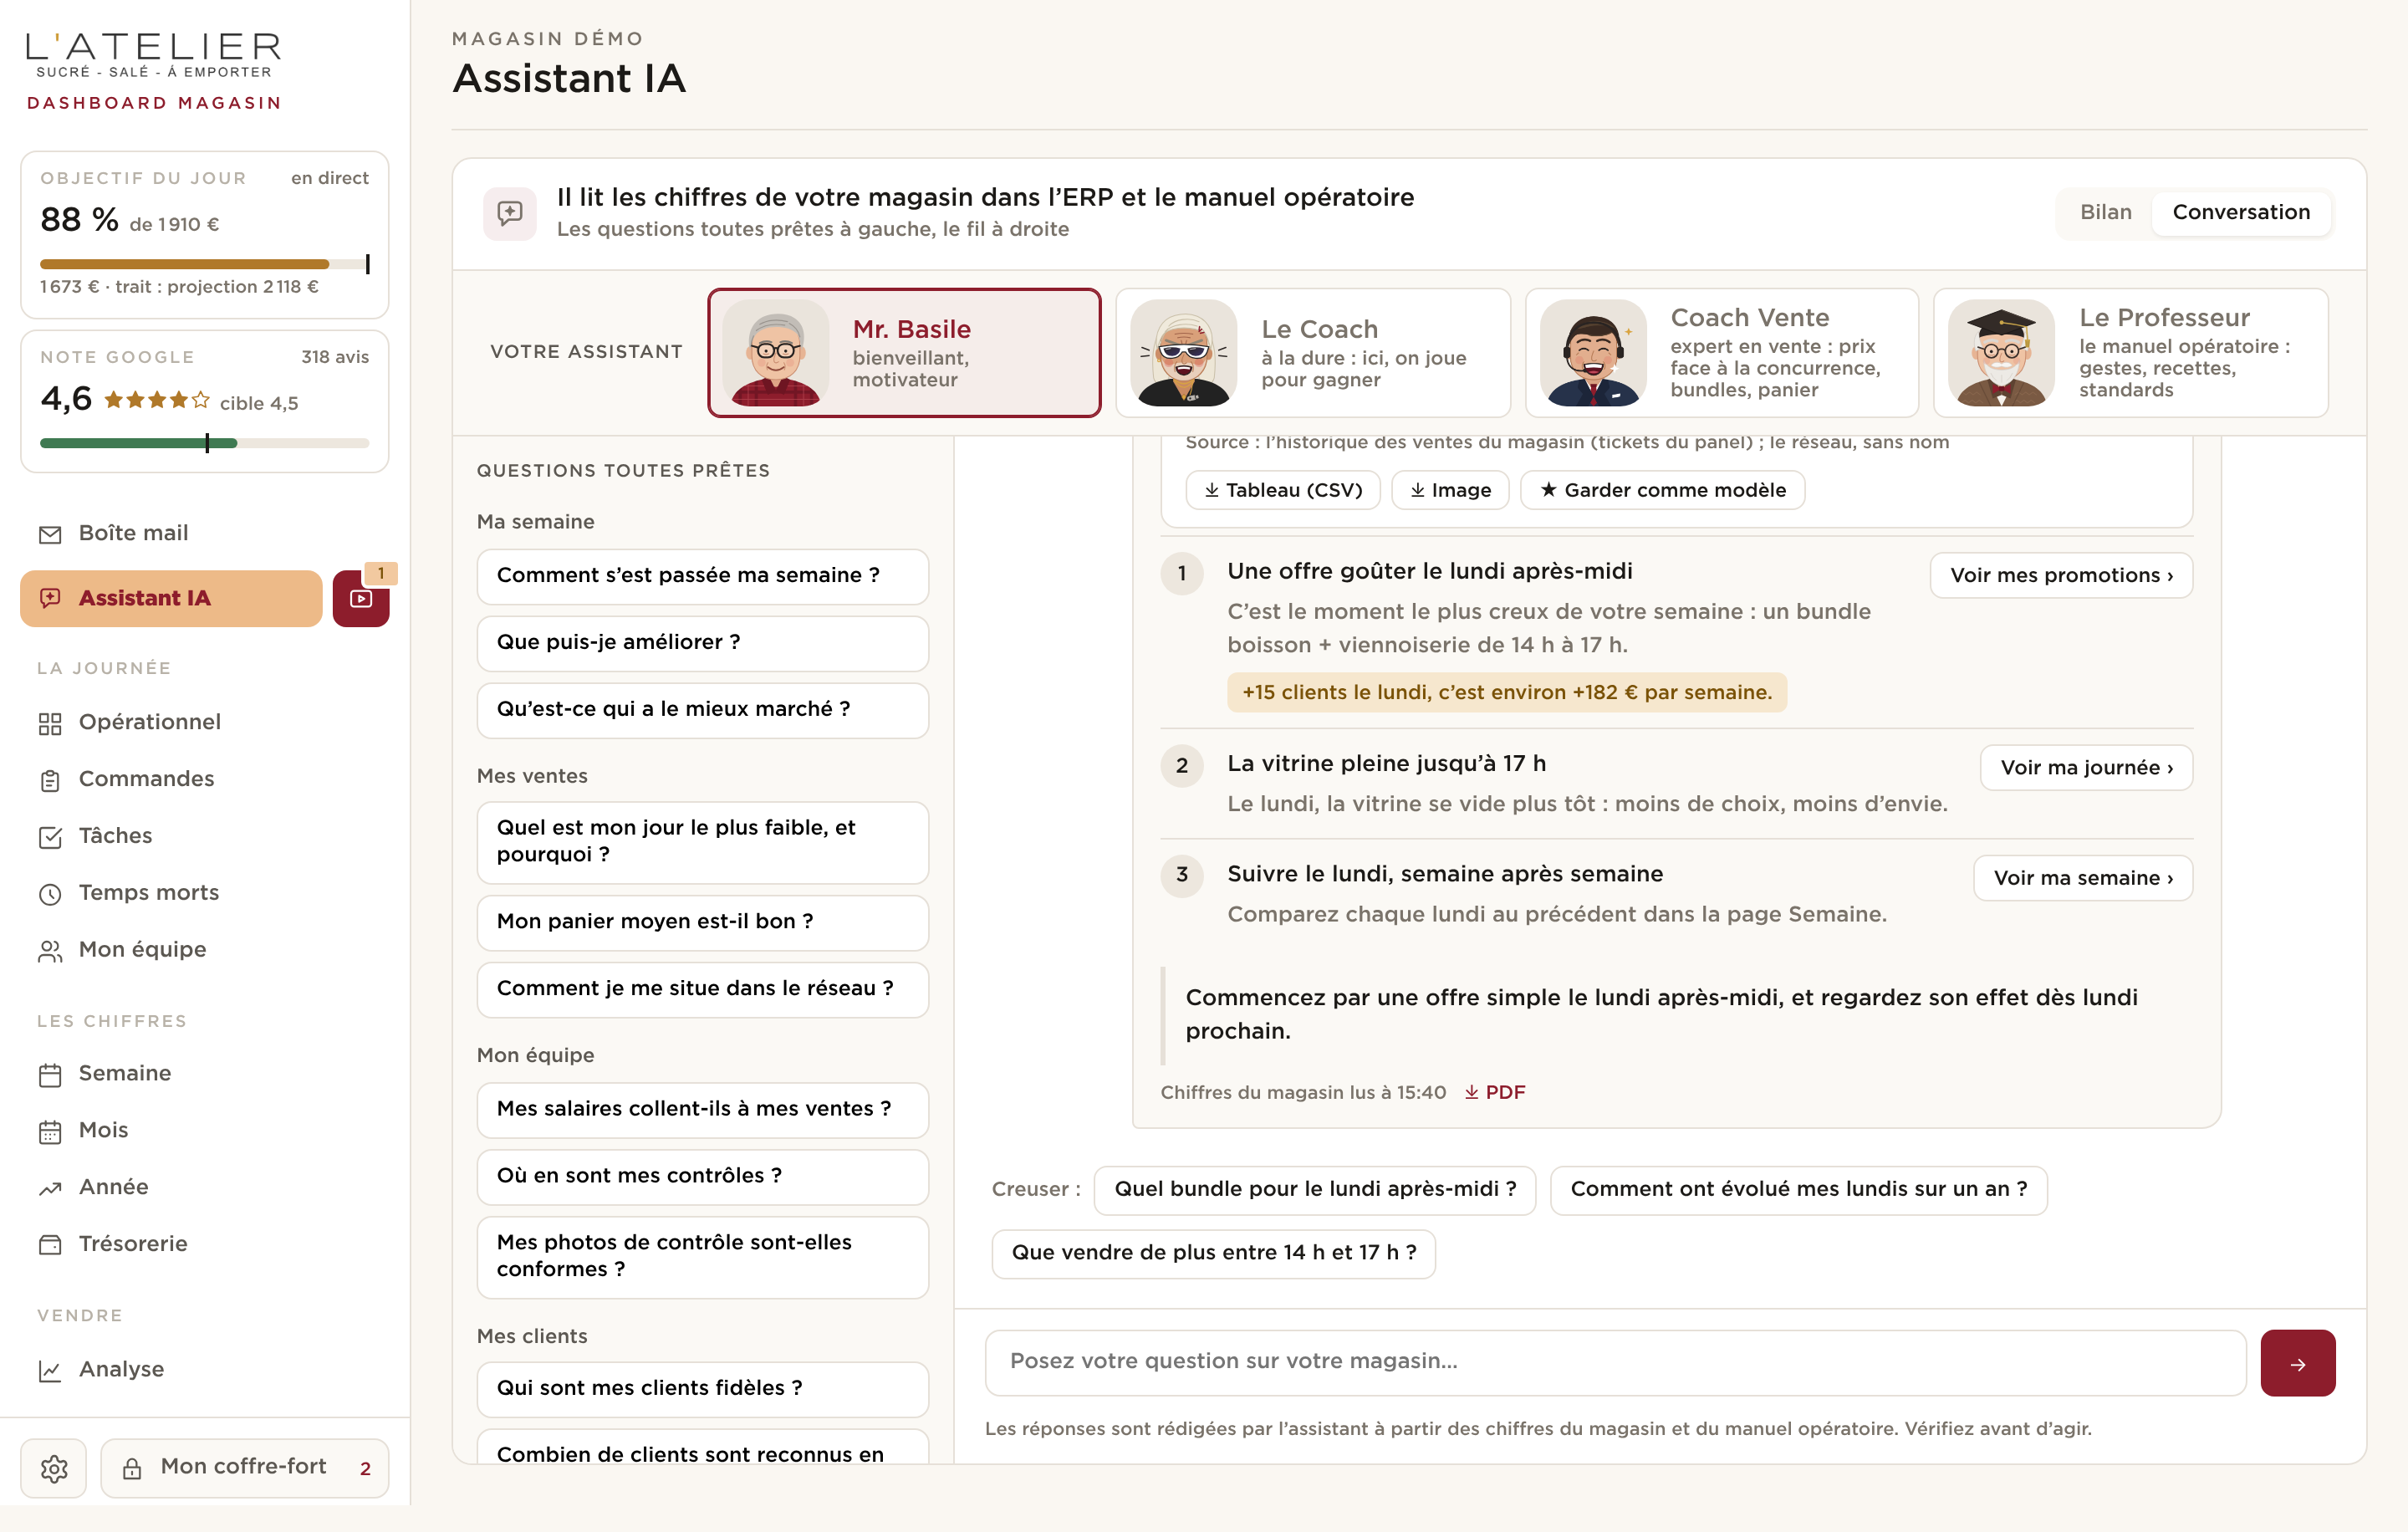 L'ATELIER
SUCRÉ - SALÉ - Á EMPORTER
DASHBOARD MAGASIN
OBJECTIF DU JOUR
en direct
88 % de 1 910 €
1 673 € · trait : projection 2 118 €
NOTE GOOGLE
318 avis
4,6 ★★★★☆ cible 4,5
Boîte mail
Assistant IA
1
LA JOURNÉE
Opérationnel
Commandes
Tâches
Temps morts
Mon équipe
LES CHIFFRES
Semaine
Mois
Année
Trésorerie
VENDRE
Analyse
Mon coffre-fort 2
MAGASIN DÉMO
Assistant IA
Il lit les chiffres de votre magasin dans l’ERP et le manuel opératoire
Les questions toutes prêtes à gauche, le fil à droite
Bilan
Conversation
VOTRE ASSISTANT
Mr. Basile
bienveillant,
motivateur
Le Coach
à la dure : ici, on joue
pour gagner
Coach Vente
expert en vente : prix
face à la concurrence,
bundles, panier
Le Professeur
le manuel opératoire :
gestes, recettes,
standards
QUESTIONS TOUTES PRÊTES
Ma semaine
Comment s’est passée ma semaine ?
Que puis-je améliorer ?
Qu’est-ce qui a le mieux marché ?
Mes ventes
Quel est mon jour le plus faible, et
pourquoi ?
Mon panier moyen est-il bon ?
Comment je me situe dans le réseau ?
Mon équipe
Mes salaires collent-ils à mes ventes ?
Où en sont mes contrôles ?
Mes photos de contrôle sont-elles
conformes ?
Mes clients
Qui sont mes clients fidèles ?
Combien de clients sont reconnus en
Source : l’historique des ventes du magasin (tickets du panel) ; le réseau, sans nom
Tableau (CSV)
Image
★ Garder comme modèle
1
Une offre goûter le lundi après-midi
Voir mes promotions ›
C’est le moment le plus creux de votre semaine : un bundle
boisson + viennoiserie de 14 h à 17 h.
+15 clients le lundi, c’est environ +182 € par semaine.
2
La vitrine pleine jusqu’à 17 h
Voir ma journée ›
Le lundi, la vitrine se vide plus tôt : moins de choix, moins d’envie.
3
Suivre le lundi, semaine après semaine
Voir ma semaine ›
Comparez chaque lundi au précédent dans la page Semaine.
Commencez par une offre simple le lundi après-midi, et regardez son effet dès lundi
prochain.
Chiffres du magasin lus à 15:40
PDF
Creuser :
Quel bundle pour le lundi après-midi ?
Comment ont évolué mes lundis sur un an ?
Que vendre de plus entre 14 h et 17 h ?
Posez votre question sur votre magasin...
→
Les réponses sont rédigées par l’assistant à partir des chiffres du magasin et du manuel opératoire. Vérifiez avant d’agir.